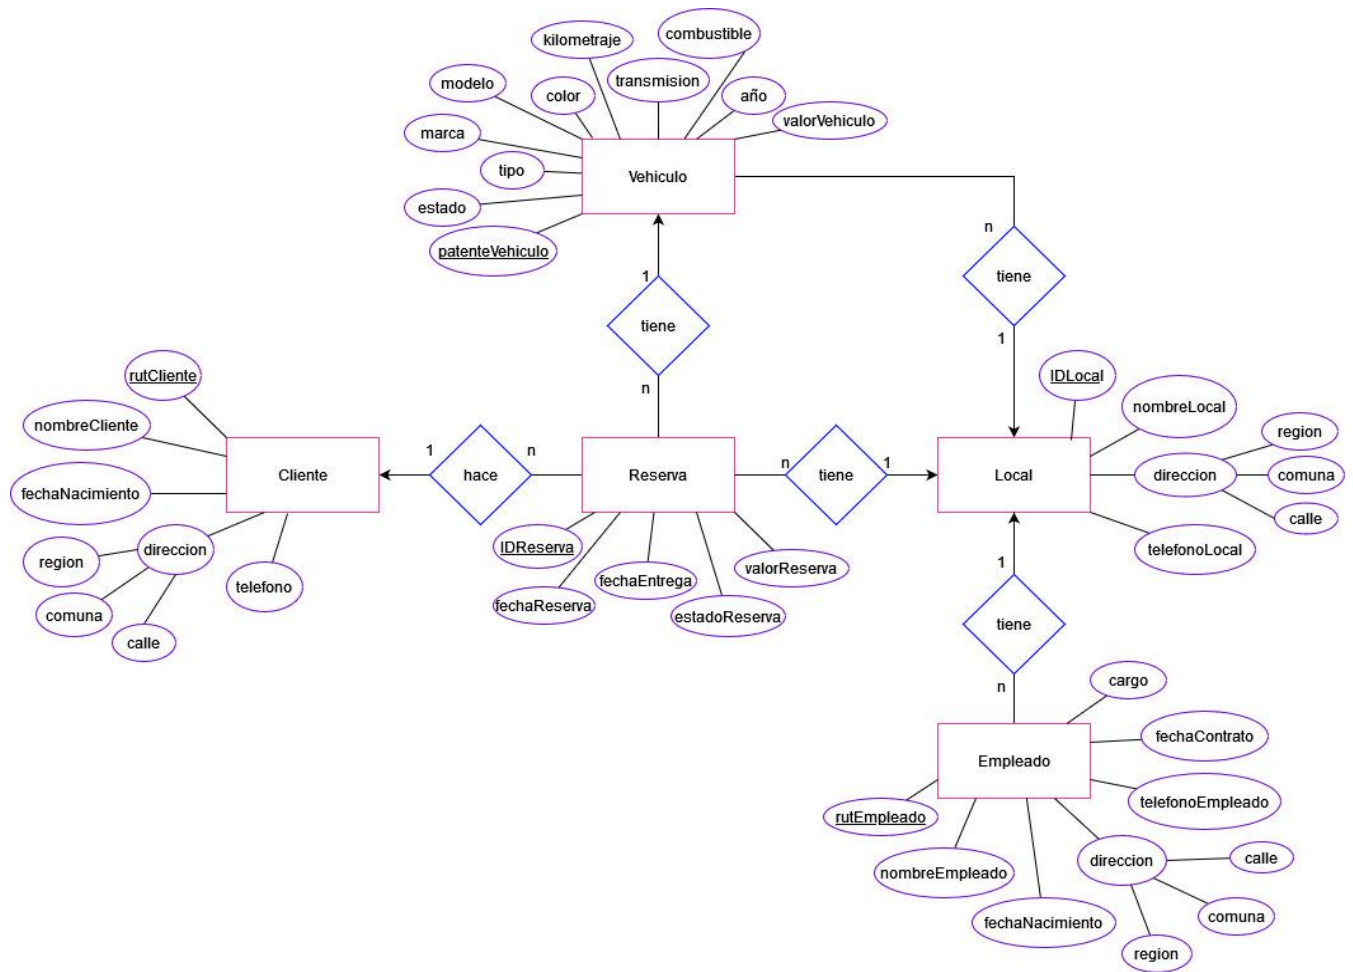 combustible
kilometraje
transmision
modelo
color
año
valorVehiculo
marca
tipo
Vehiculo
estado
patenteVehiculo
n
tiene
1
1
tiene
n
rutCliente
nombreCliente
fechaNacimiento
Cliente
direccion
region
comuna
calle
telefono
1
hace
n
Reserva
IDReserva
fechaReserva
fechaEntrega
estadoReserva
valorReserva
n
tiene
1
IDLocal
nombreLocal
Local
direccion
region
comuna
calle
telefonoLocal
1
tiene
n
cargo
fechaContrato
Empleado
telefonoEmpleado
rutEmpleado
nombreEmpleado
fechaNacimiento
direccion
calle
comuna
region